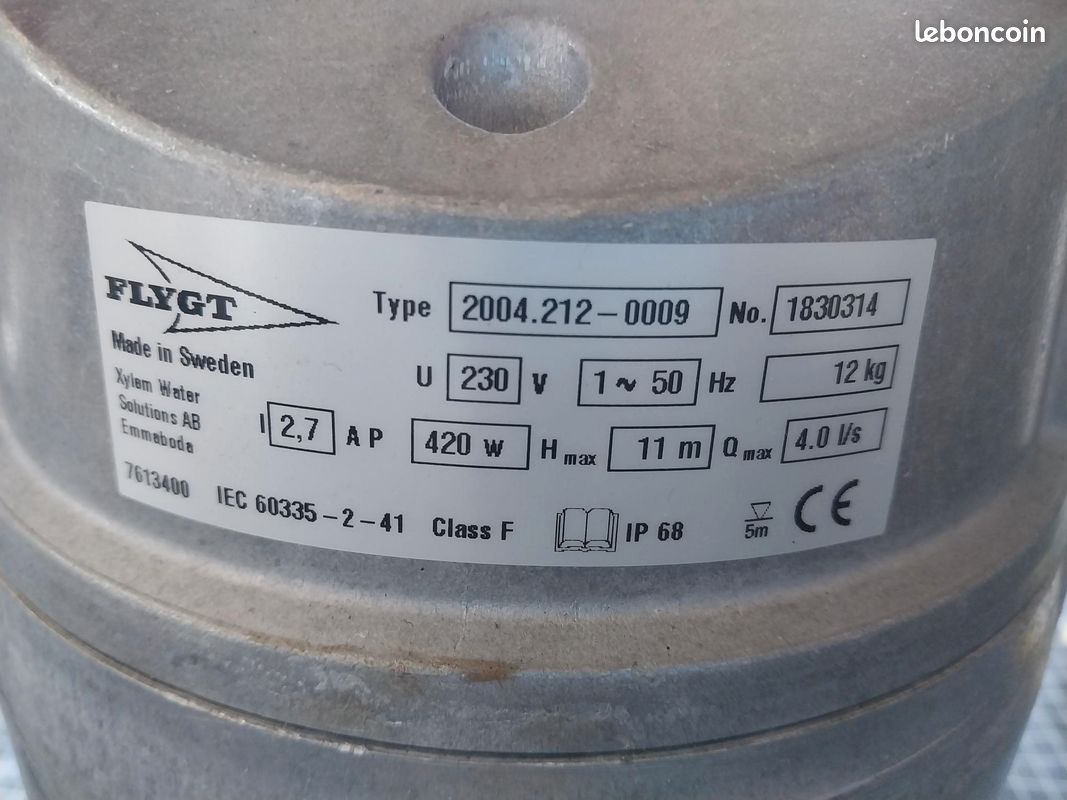 leboncoin
FLYGT
Type 2004.212-0009 No. 1830314
Made in Sweden
U 230 V 1~ 50 Hz 12 kg
Xylem Water
Solutions AB
Emmaboda
I 2,7 A P 420 W H max 11 m Q max 4.0 l/s
7613400 IEC 60335-2-41 Class F IP 68 5m CE